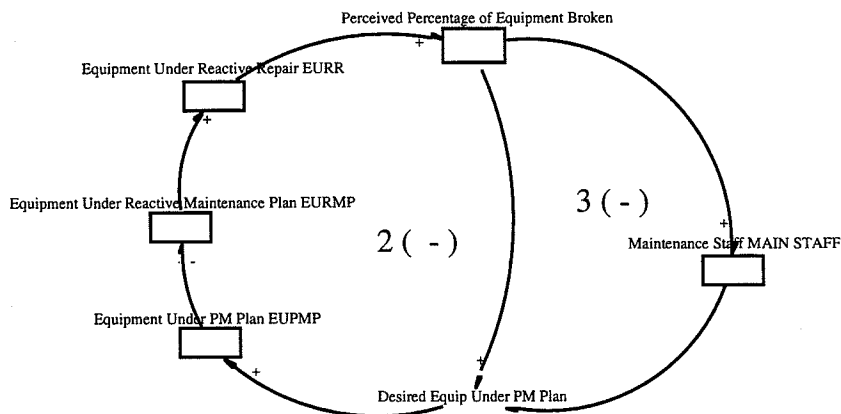 Perceived Percentage of Equipment Broken
+
Equipment Under Reactive Repair EURR
+
Equipment Under Reactive Maintenance Plan EURMP
3 ( - )
+
2 ( - )
Maintenance Staff MAIN STAFF
- -
Equipment Under PM Plan EUPMP
+
+
Desired Equip Under PM Plan